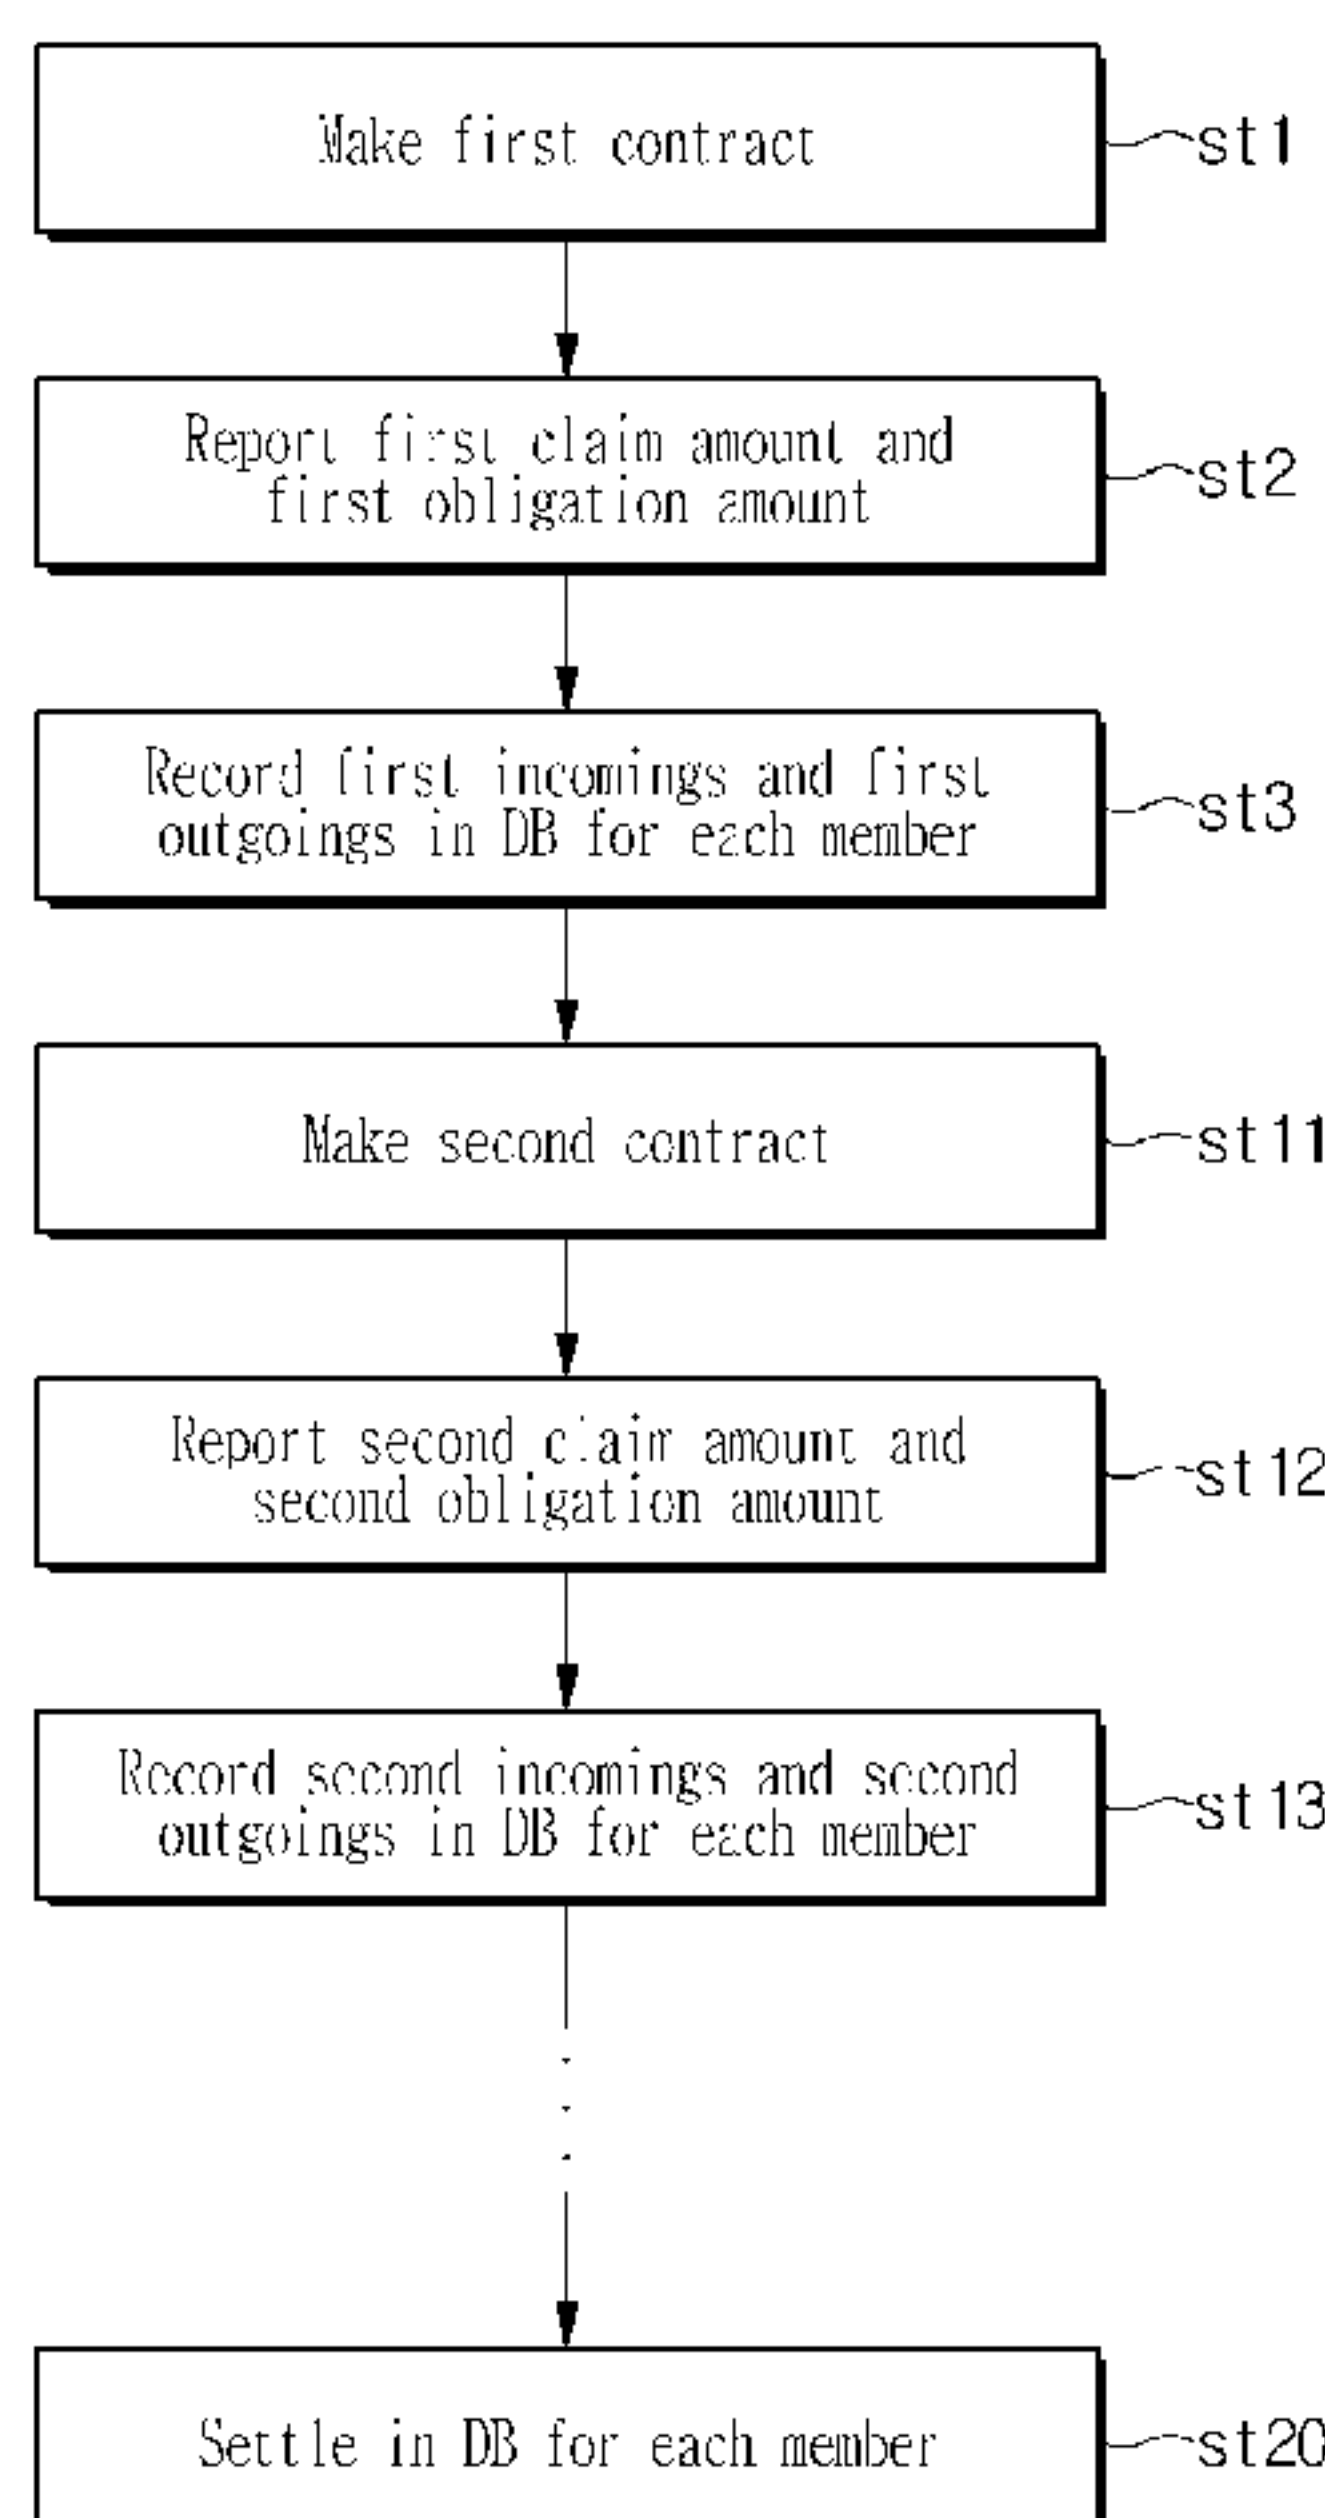 Make first contract
st1
Report first claim amount and
first obligation amount
st2
Record first incomings and first
outgoings in DB for each member
st3
Make second contract
st11
Report second claim amount and
second obligation amount
st12
Record second incomings and second
outgoings in DB for each member
st13
Settle in DB for each member
st20